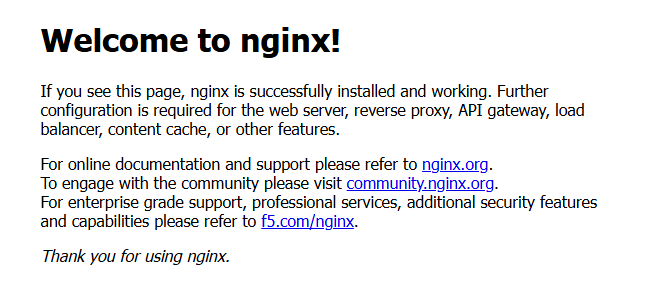 Welcome to nginx!
If you see this page, nginx is successfully installed and working. Further
configuration is required for the web server, reverse proxy, API gateway, load
balancer, content cache, or other features.
For online documentation and support please refer to nginx.org.
To engage with the community please visit community.nginx.org.
For enterprise grade support, professional services, additional security features
and capabilities please refer to f5.com/nginx.
Thank you for using nginx.